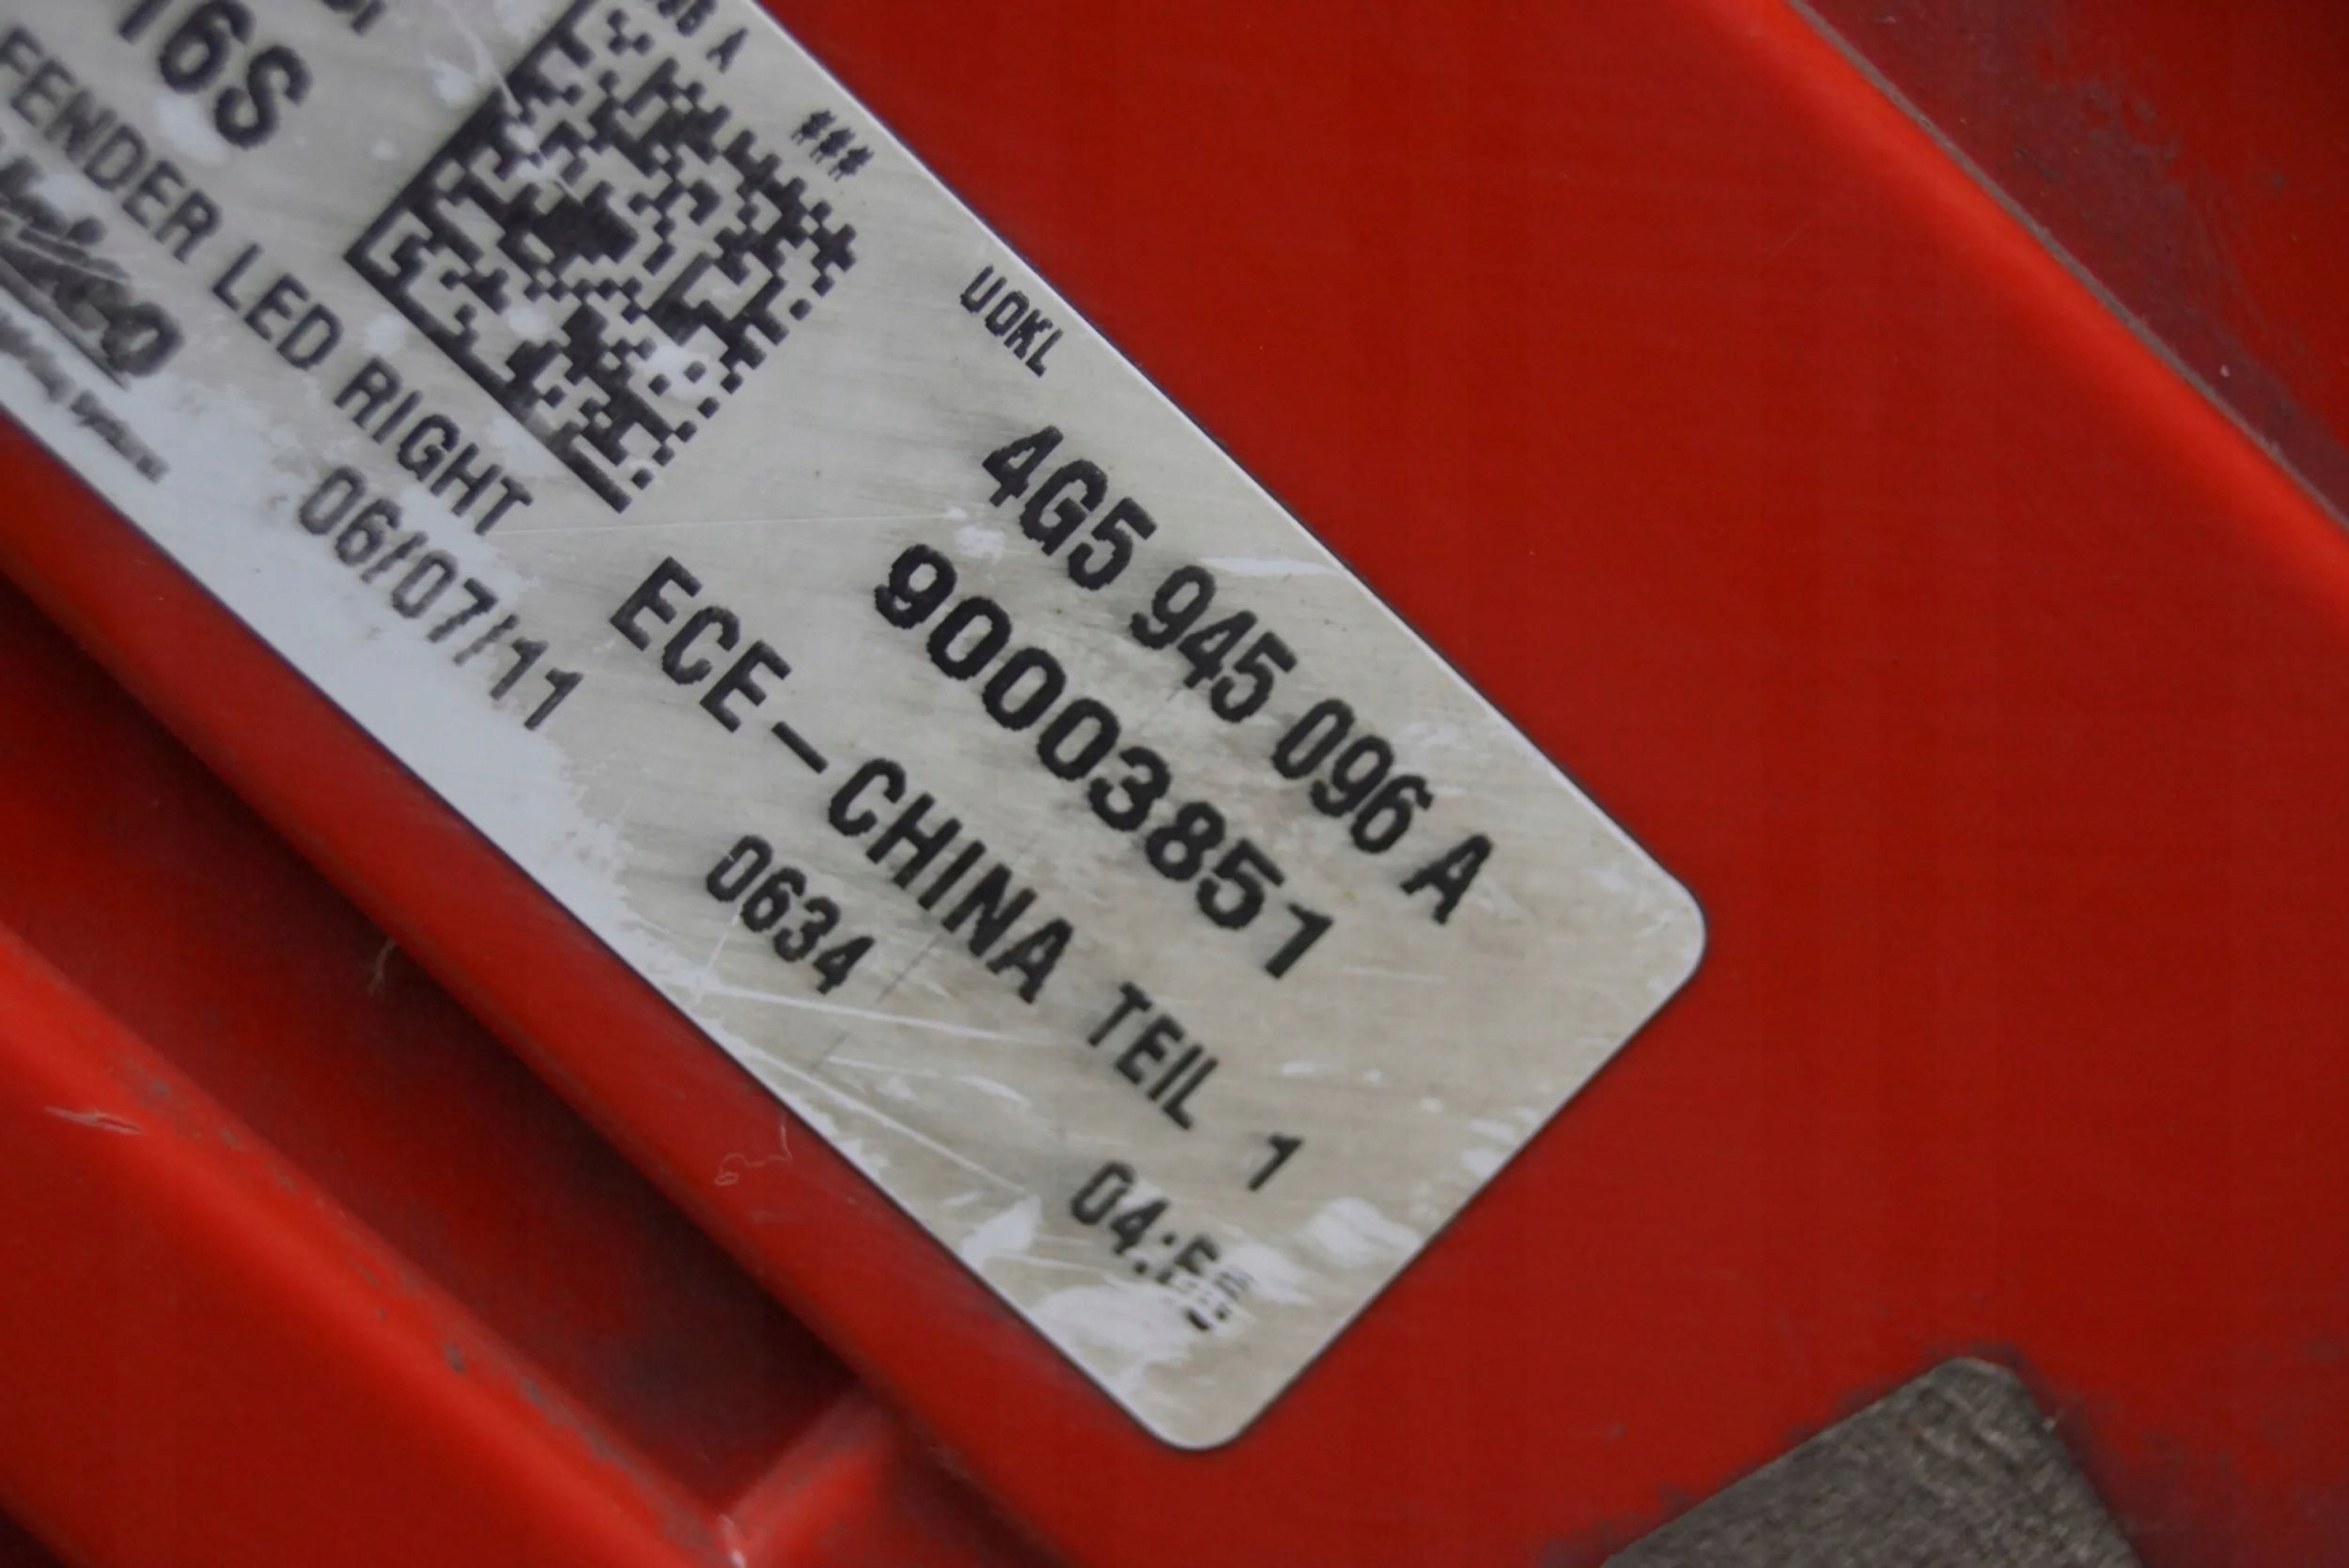 16S
FENDER LED RIGHT
06/07/11
A
###
UOKL
4G5 945 096 A
90003851
ECE-CHINA TEIL 1
0634